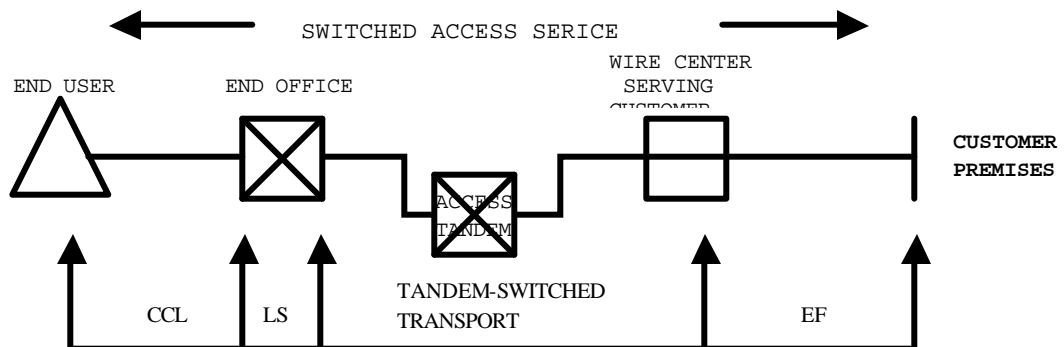 SWITCHED ACCESS SERICE
WIRE CENTER
SERVING
CUSTOMER
END USER
END OFFICE
CUSTOMER
PREMISES
ACCESS
TANDEM
TANDEM-SWITCHED
TRANSPORT
CCL
LS
EF